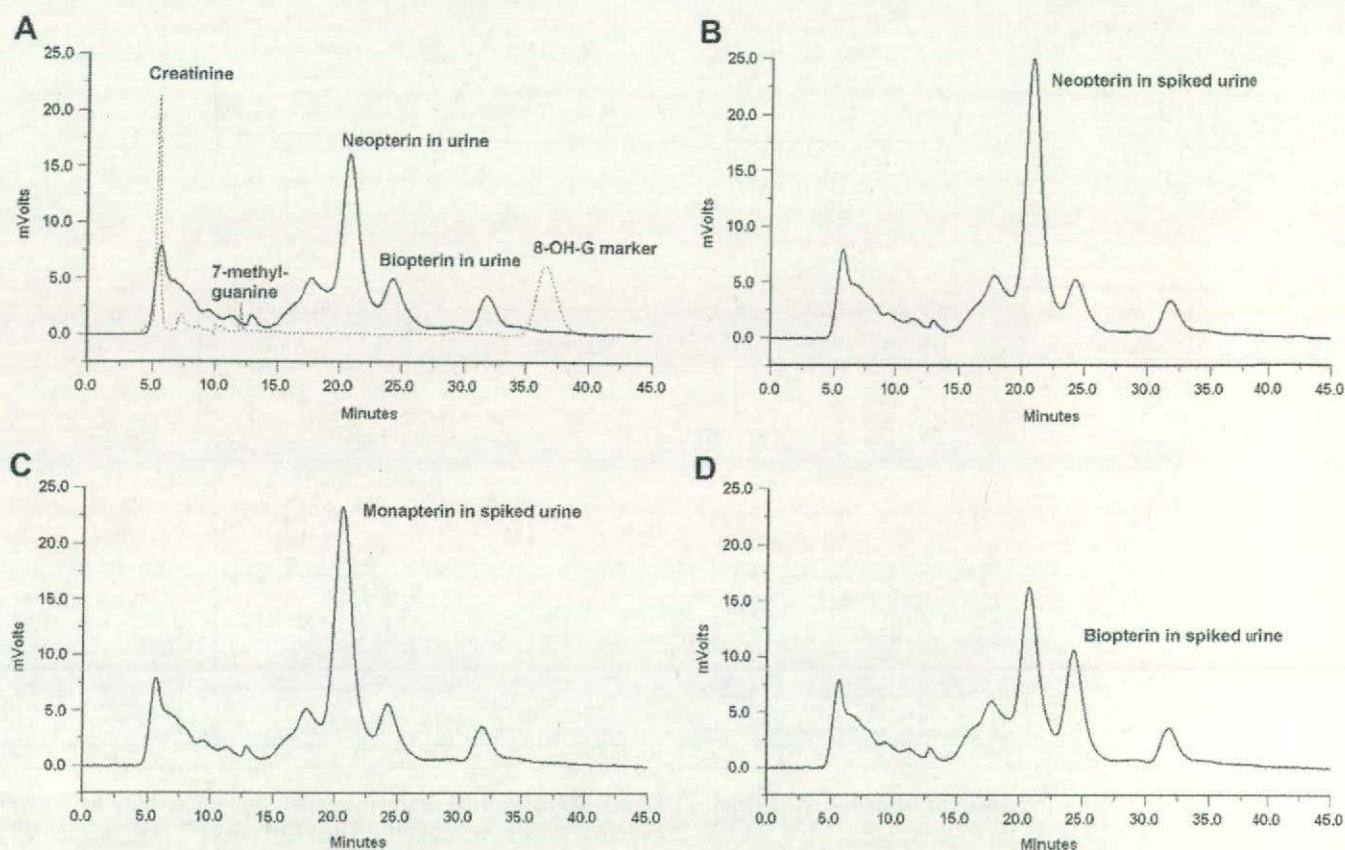 A
25.0
20.0
15.0
10.0
5.0
0.0
mVolts
Creatinine
Neopterin in urine
7-methyl-
guanine
Biopterin in urine
8-OH-G marker
0.0 5.0 10.0 15.0 20.0 25.0 30.0 35.0 40.0 45.0
Minutes
B
25.0
20.0
15.0
10.0
5.0
0.0
mVolts
Neopterin in spiked urine
0.0 5.0 10.0 15.0 20.0 25.0 30.0 35.0 40.0 45.0
Minutes
C
25.0
20.0
15.0
10.0
5.0
0.0
mVolts
Monapterin in spiked urine
0.0 5.0 10.0 15.0 20.0 25.0 30.0 35.0 40.0 45.0
Minutes
D
25.0
20.0
15.0
10.0
5.0
0.0
mVolts
Biopterin in spiked urine
0.0 5.0 10.0 15.0 20.0 25.0 30.0 35.0 40.0 45.0
Minutes